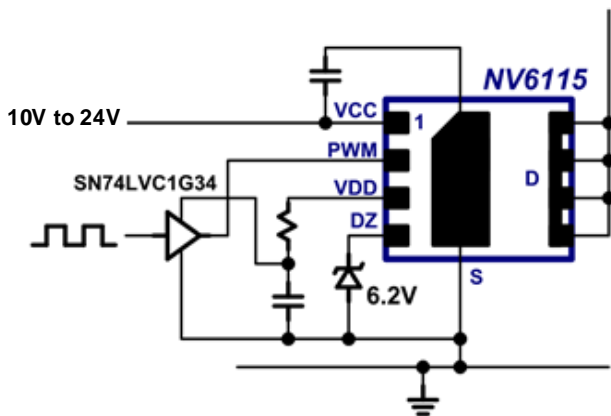 NV6115
10V to 24V
VCC
1
PWM
SN74LVC1G34
VDD
D
DZ
6.2V
S